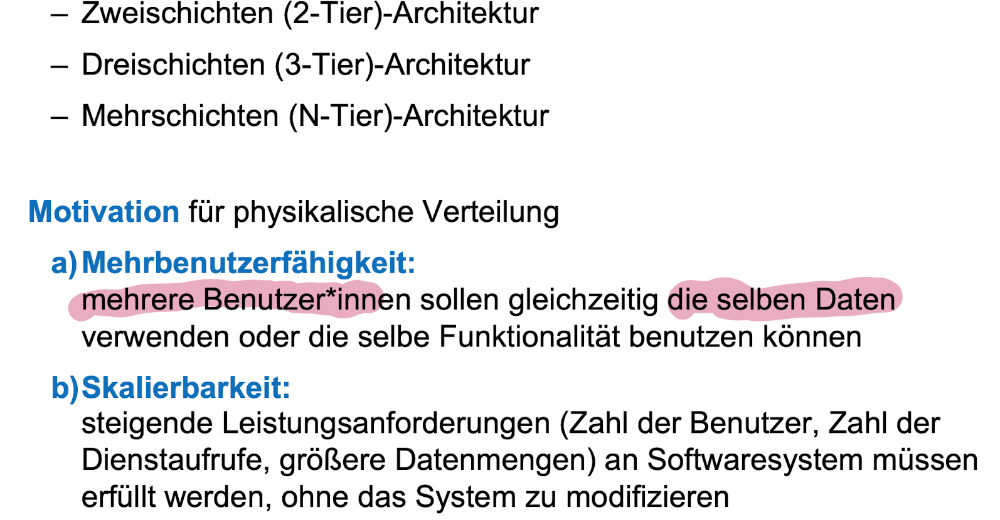 – Zweischichten (2-Tier)-Architektur
– Dreischichten (3-Tier)-Architektur
– Mehrschichten (N-Tier)-Architektur
Motivation für physikalische Verteilung
a) Mehrbenutzerfähigkeit:
mehrere Benutzer*innen sollen gleichzeitig die selben Daten
verwenden oder die selbe Funktionalität benutzen können
b) Skalierbarkeit:
steigende Leistungsanforderungen (Zahl der Benutzer, Zahl der
Dienstaufrufe, größere Datenmengen) an Softwaresystem müssen
erfüllt werden, ohne das System zu modifizieren